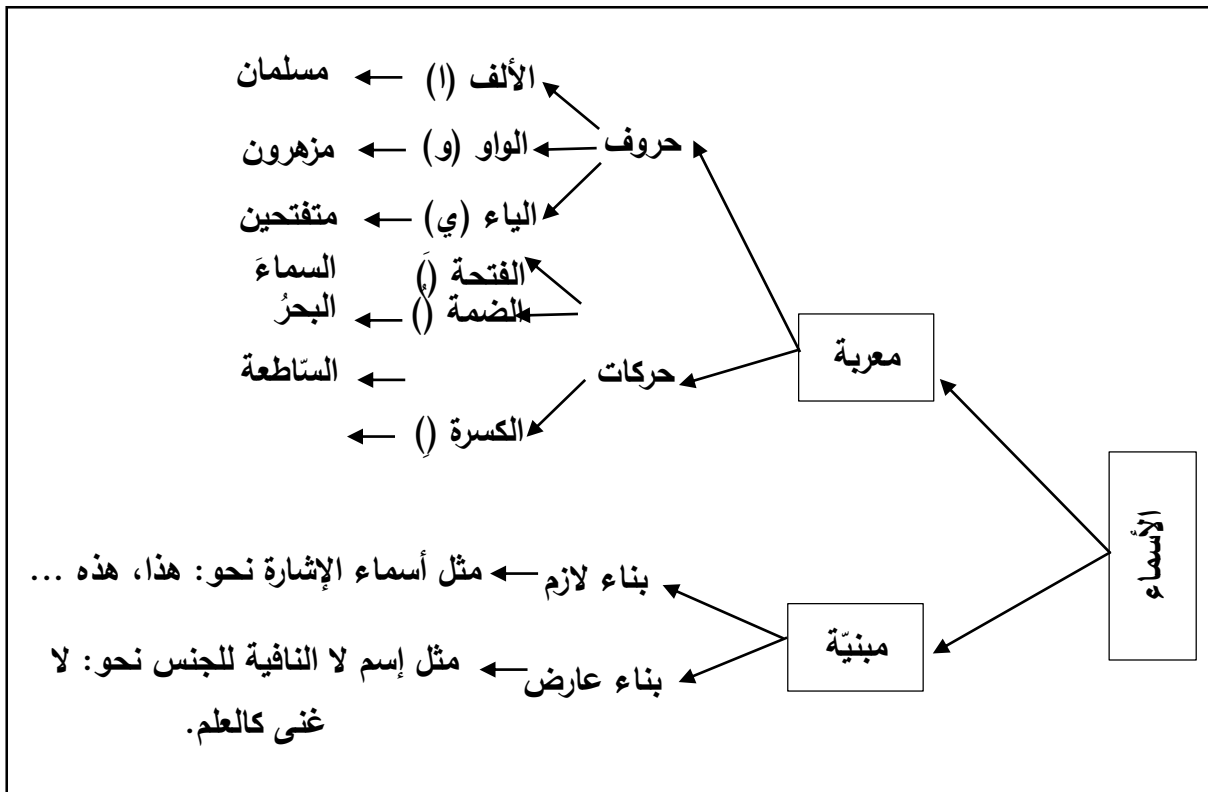 الألف (ا) مسلمان
حروف الواو (و) مزهرون
الياء (ي) متفتحين
الفتحة (َ) السماءَ
الضمة (ُ) البحرُ
معربة
حركات السّاطعة
الكسرة (ِ)
الأسماء
بناء لازم مثل أسماء الإشارة نحو: هذا، هذه ...
مبنيّة
بناء عارض مثل إسم لا النافية للجنس نحو: لا
غنى كالعلم.